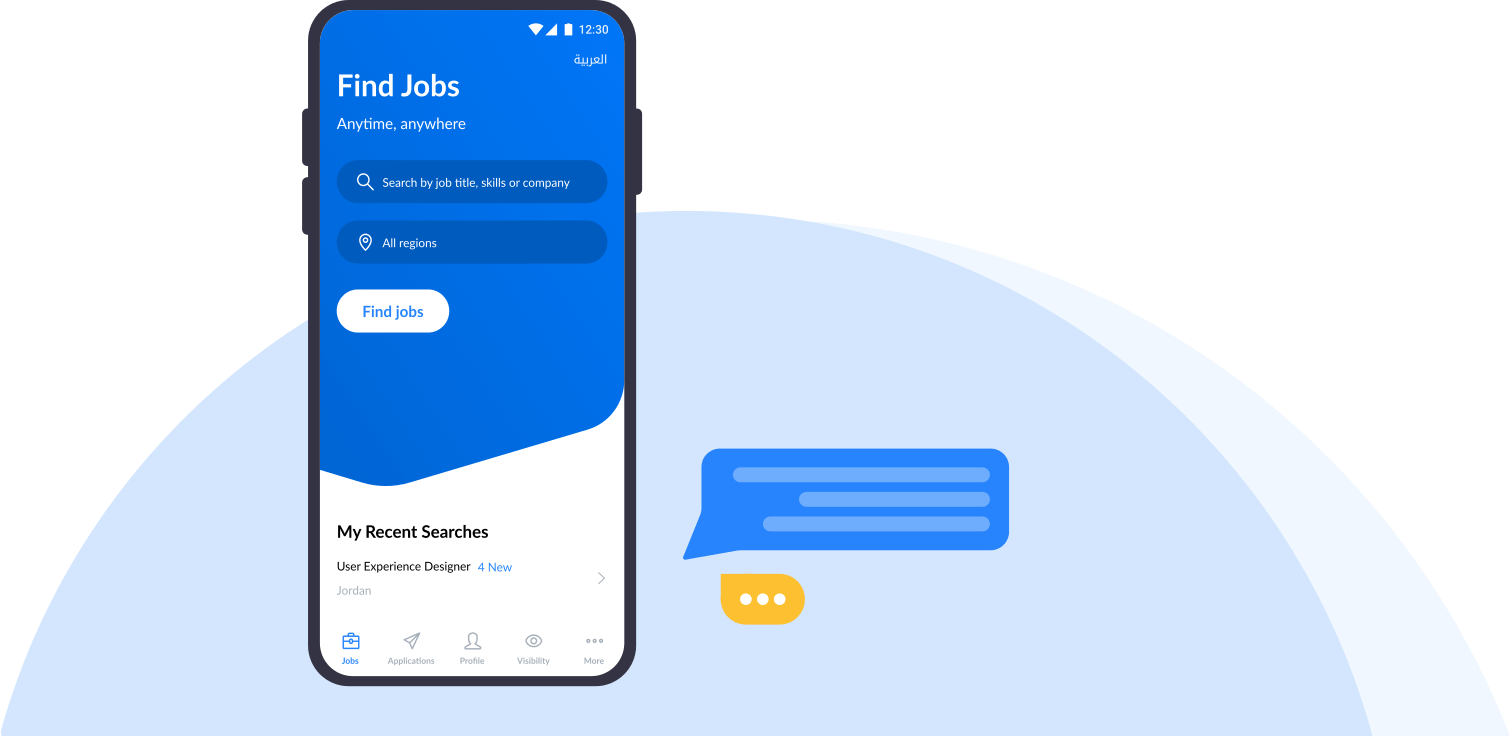 12:30
العربية
Find Jobs
Anytime, anywhere
Search by job title, skills or company
All regions
Find jobs
My Recent Searches
User Experience Designer 4 New
Jordan
Jobs Applications Profile Visibility More